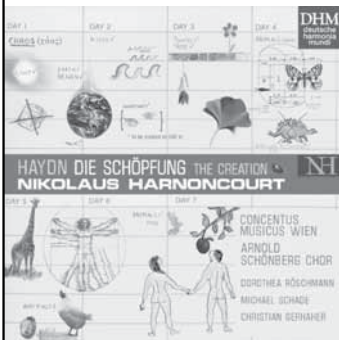 DAY 1
DAY 2
DAY 3
DAY 4
DHM
deutsche
harmonia
mundi
CHAOS
LIGHT
HAYDN DIE SCHÖPFUNG THE CREATION
NH
NIKOLAUS HARNONCOURT
DAY 5
DAY 6
DAY 7
CONCENTUS
MUSICUS WIEN
ARNOLD
SCHÖNBERG CHOR
DOROTHEA RÖSCHMANN
MICHAEL SCHADE
CHRISTIAN GERHAHER